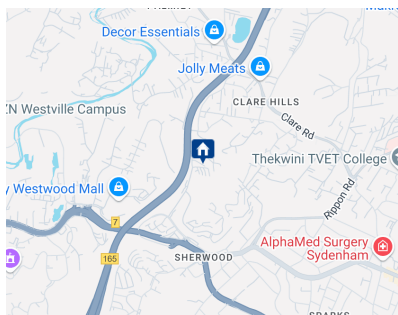 Decor Essentials
Jolly Meats
CLARE HILLS
ZN Westville Campus
Clare Rd
Thekwini TVET College
y Westwood Mall
Rippon Rd
7
AlphaMed Surgery
Sydenham
165
SHERWOOD